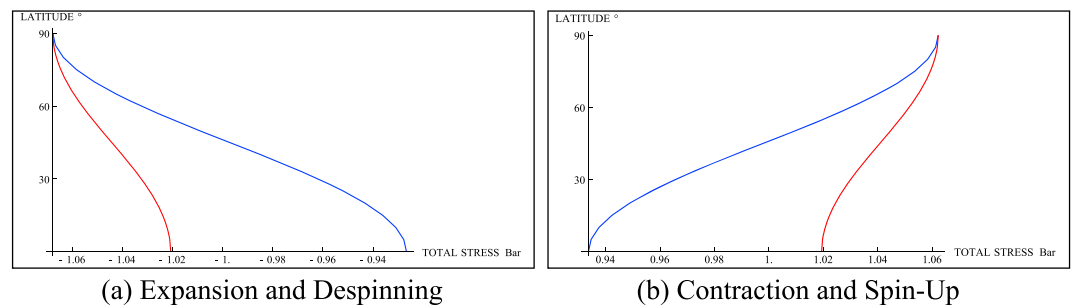 LATITUDE °
90
60
30
- 1.06 - 1.04 - 1.02 - 1. - 0.98 - 0.96 - 0.94 TOTAL STRESS Bar
(a) Expansion and Despinning
LATITUDE °
90
60
30
0.94 0.96 0.98 1. 1.02 1.04 1.06 TOTAL STRESS Bar
(b) Contraction and Spin-Up